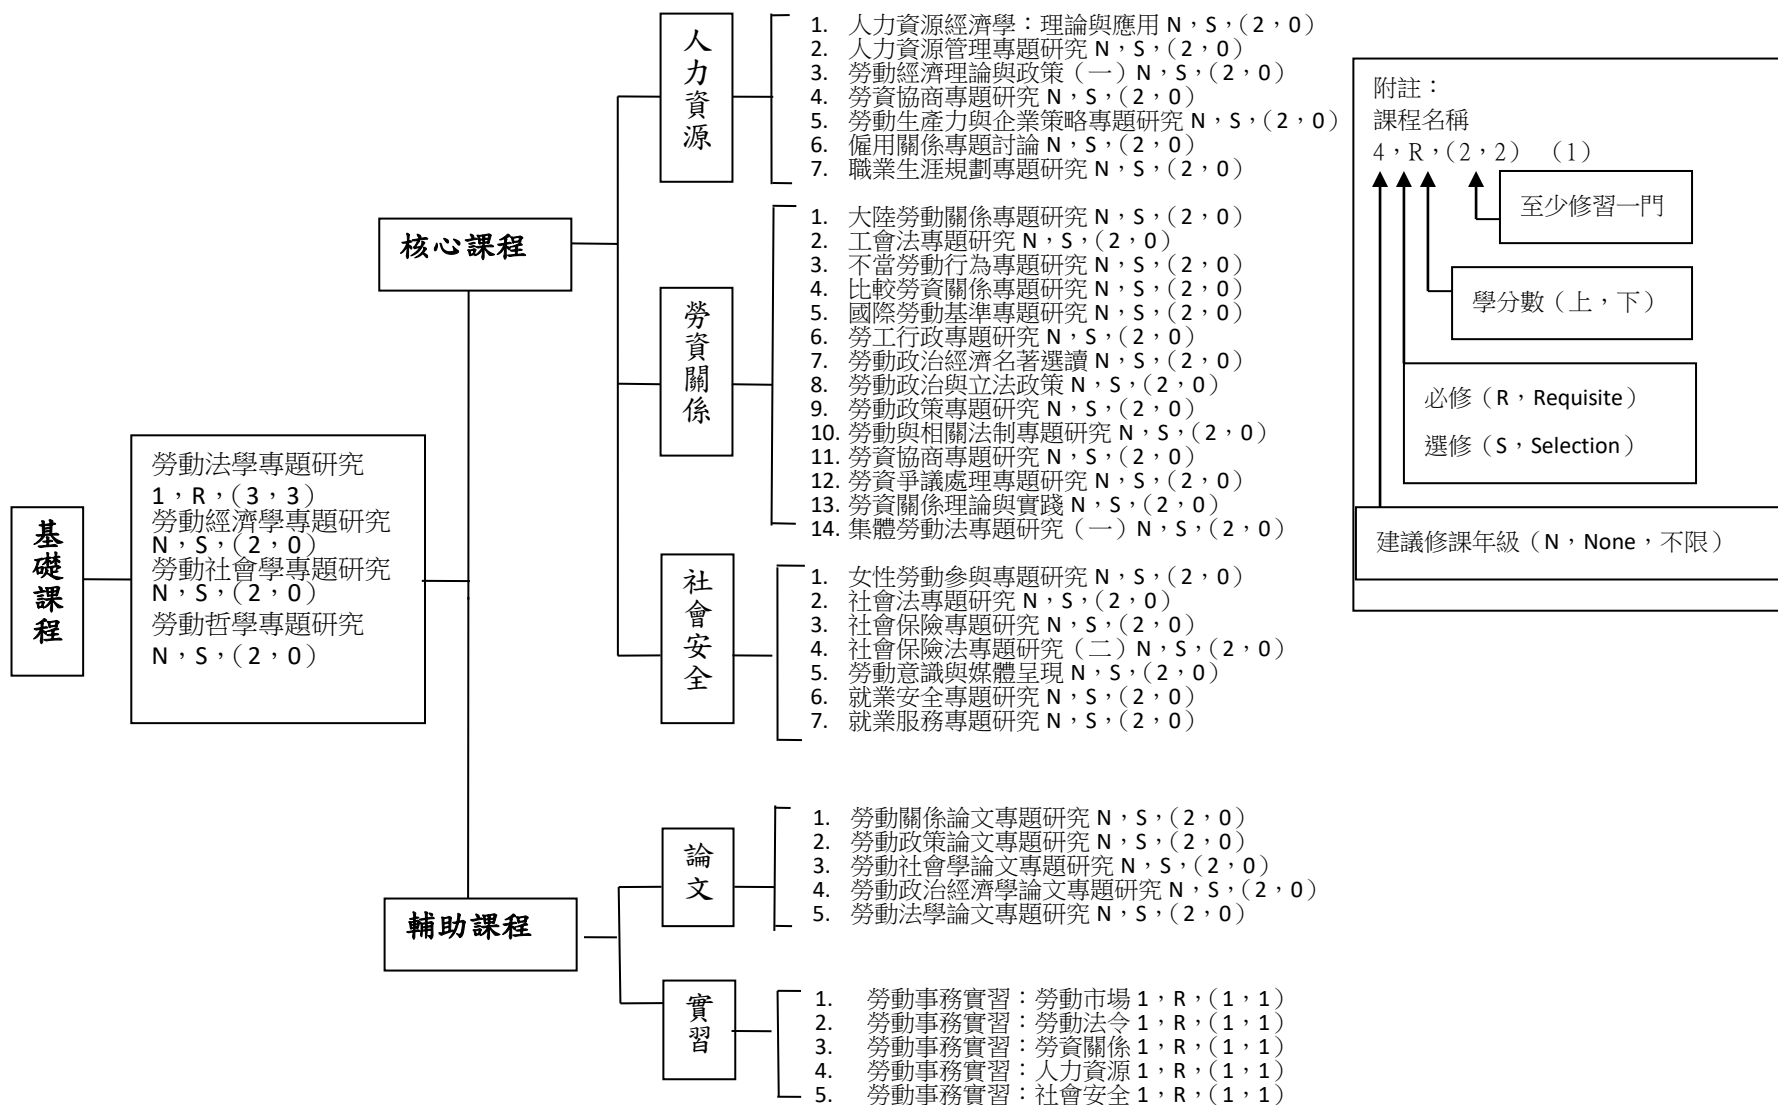 基礎課程
勞動法學專題研究
1，R，(3，3)
勞動經濟學專題研究
N，S，(2，0)
勞動社會學專題研究
N，S，(2，0)
勞動哲學專題研究
N，S，(2，0)
核心課程
人力資源
1. 人力資源經濟學：理論與應用 N，S，(2，0)
2. 人力資源管理專題研究 N，S，(2，0)
3. 勞動經濟理論與政策（一）N，S，(2，0)
4. 勞資協商專題研究 N，S，(2，0)
5. 勞動生產力與企業策略專題研究 N，S，(2，0)
6. 僱用關係專題討論 N，S，(2，0)
7. 職業生涯規劃專題研究 N，S，(2，0)
勞資關係
1. 大陸勞動關係專題研究 N，S，(2，0)
2. 工會法專題研究 N，S，(2，0)
3. 不當勞動行為專題研究 N，S，(2，0)
4. 比較勞資關係專題研究 N，S，(2，0)
5. 國際勞動基準專題研究 N，S，(2，0)
6. 勞工行政專題研究 N，S，(2，0)
7. 勞動政治經濟名著選讀 N，S，(2，0)
8. 勞動政治與立法政策 N，S，(2，0)
9. 勞動政策專題研究 N，S，(2，0)
10. 勞動與相關法制專題研究 N，S，(2，0)
11. 勞資協商專題研究 N，S，(2，0)
12. 勞資爭議處理專題研究 N，S，(2，0)
13. 勞資關係理論與實踐 N，S，(2，0)
14. 集體勞動法專題研究（一）N，S，(2，0)
社會安全
1. 女性勞動參與專題研究 N，S，(2，0)
2. 社會法專題研究 N，S，(2，0)
3. 社會保險專題研究 N，S，(2，0)
4. 社會保險法專題研究（二）N，S，(2，0)
5. 勞動意識與媒體呈現 N，S，(2，0)
6. 就業安全專題研究 N，S，(2，0)
7. 就業服務專題研究 N，S，(2，0)
輔助課程
論文
1. 勞動關係論文專題研究 N，S，(2，0)
2. 勞動政策論文專題研究 N，S，(2，0)
3. 勞動社會學論文專題研究 N，S，(2，0)
4. 勞動政治經濟學論文專題研究 N，S，(2，0)
5. 勞動法學論文專題研究 N，S，(2，0)
實習
1. 勞動事務實習：勞動市場 1，R，(1，1)
2. 勞動事務實習：勞動法令 1，R，(1，1)
3. 勞動事務實習：勞資關係 1，R，(1，1)
4. 勞動事務實習：人力資源 1，R，(1，1)
5. 勞動事務實習：社會安全 1，R，(1，1)
附註：
課程名稱
4，R，(2，2) (1)
至少修習一門
學分數（上，下）
必修（R，Requisite）
選修（S，Selection）
建議修課年級（N，None，不限）